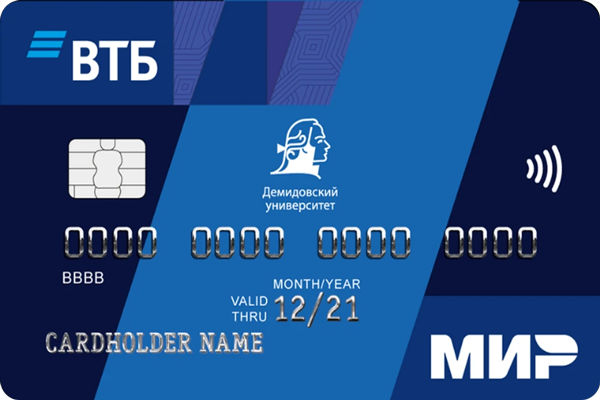 ВТБ
Демидовский
университет
0000 0000 0000 0000
BBBB
MONTH/YEAR
VALID
THRU 12/21
CARDHOLDER NAME
МИР